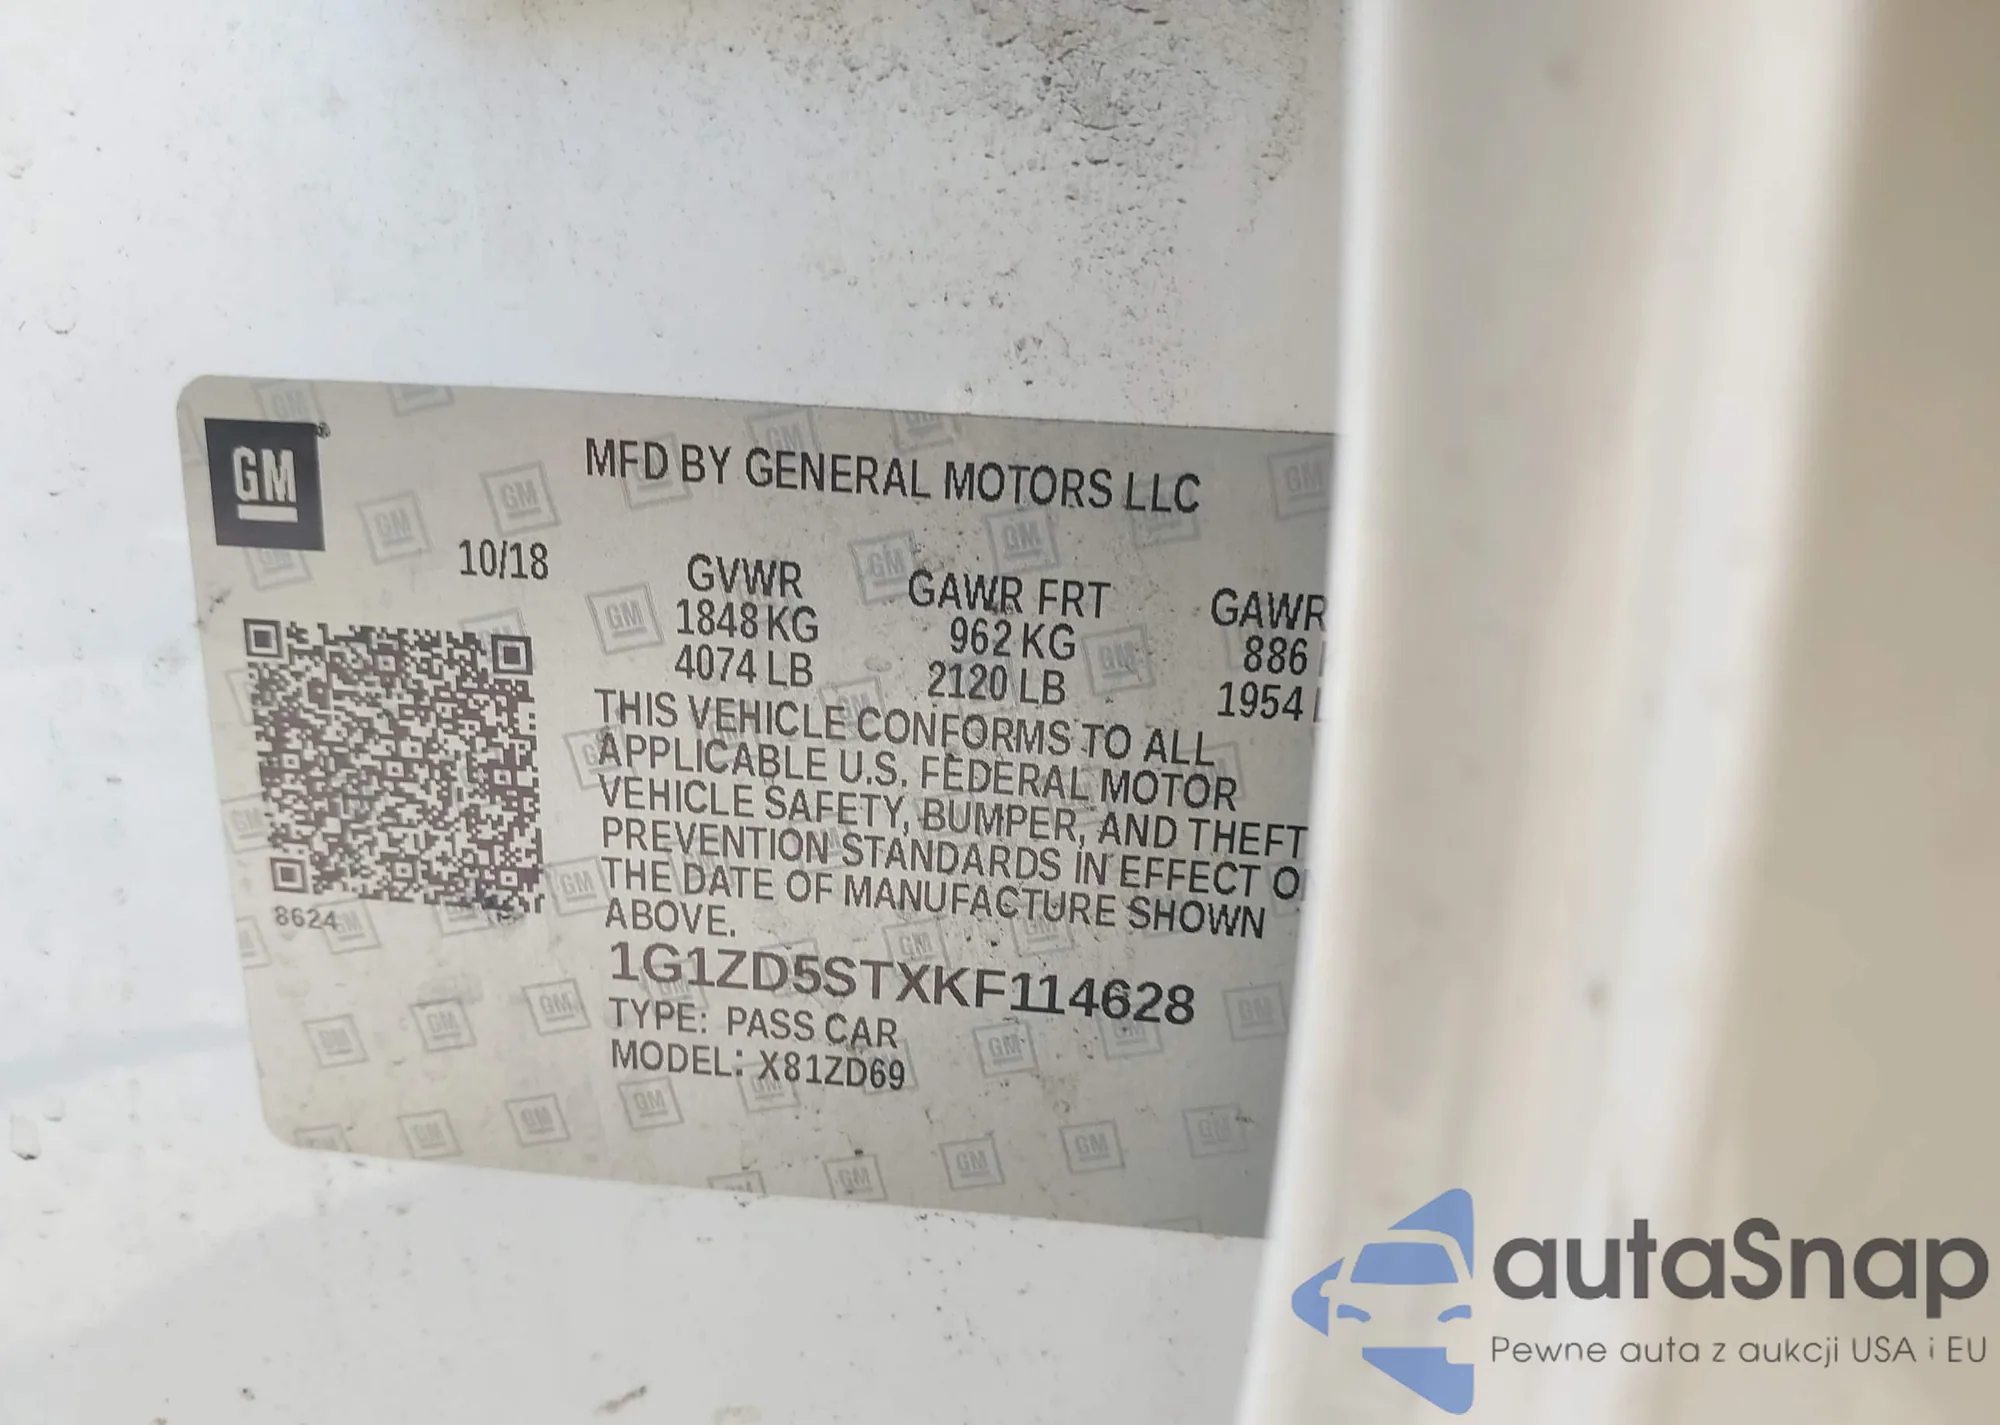 GM
MFD BY GENERAL MOTORS LLC
10/18
GVWR GAWR FRT GAWR
1848 KG 962 KG 886
4074 LB 2120 LB 1954
THIS VEHICLE CONFORMS TO ALL
APPLICABLE U.S. FEDERAL MOTOR
VEHICLE SAFETY, BUMPER, AND THEFT
PREVENTION STANDARDS IN EFFECT O
THE DATE OF MANUFACTURE SHOWN
ABOVE.
8624
1G1ZD5STXKF114628
TYPE: PASS CAR
MODEL: X81ZD69
autaSnap
Pewne auta z aukcji USA i EU